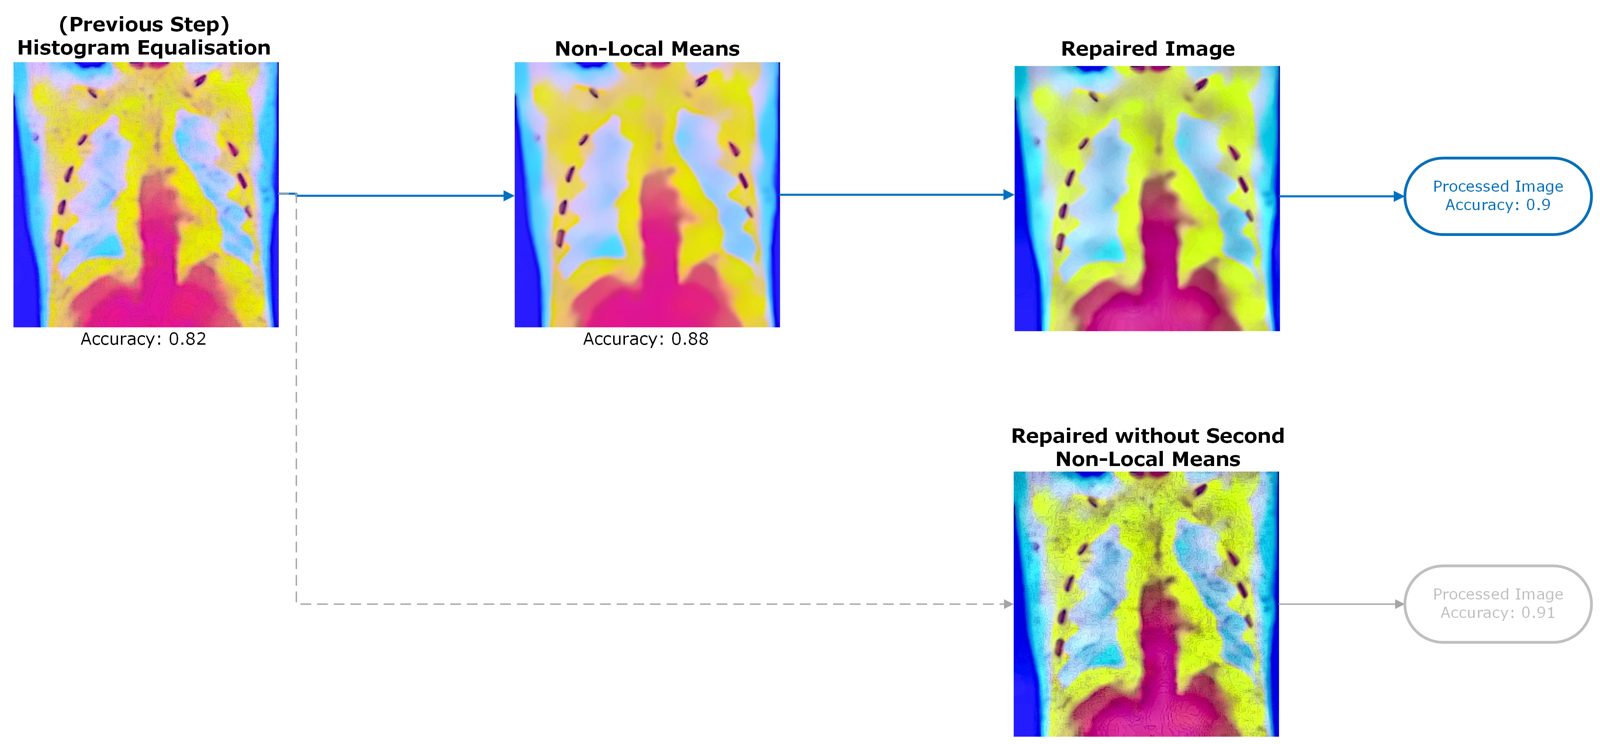 (Previous Step)
Histogram Equalisation
Non-Local Means
Repaired Image
Processed Image
Accuracy: 0.9
Accuracy: 0.82
Accuracy: 0.88
Repaired without Second
Non-Local Means
Processed Image
Accuracy: 0.91